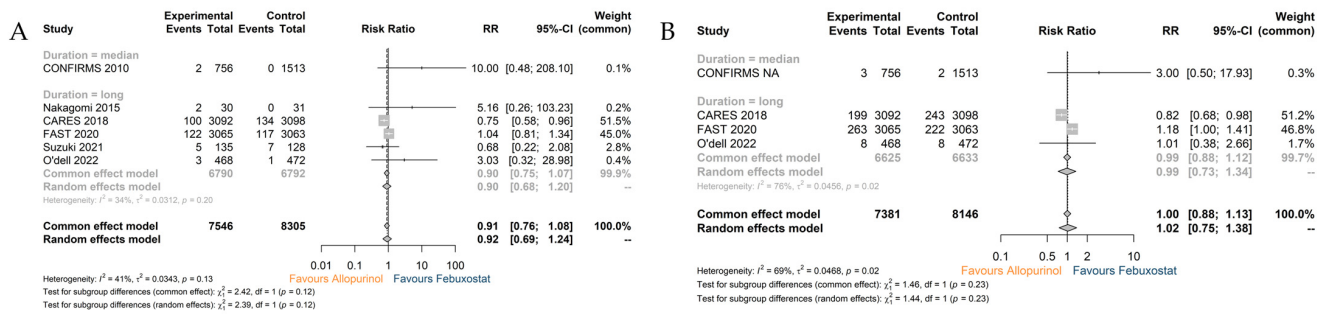 A
Experimental Control Weight
Study Events Total Events Total Risk Ratio RR 95%-CI (common)
Duration = median
CONFIRMS 2010 2 756 0 1513 10.00 [0.48; 208.10] 0.1%
Duration = long
Nakagomi 2015 2 30 0 31 5.16 [0.26; 103.23] 0.2%
CARES 2018 100 3092 134 3098 0.75 [0.58; 0.96] 51.5%
FAST 2020 122 3065 117 3063 1.04 [0.81; 1.34] 45.0%
Suzuki 2021 5 135 7 128 0.68 [0.22; 2.08] 2.8%
O'dell 2022 3 468 1 472 3.03 [0.32; 28.98] 0.4%
Common effect model 6790 6792 0.90 [0.75; 1.07] 99.9%
Random effects model 0.90 [0.68; 1.20] --
Heterogeneity: I² = 34%, τ² = 0.0312, p = 0.20
Common effect model 7546 8305 0.91 [0.76; 1.08] 100.0%
Random effects model 0.92 [0.69; 1.24] --
0.01 0.1 1 10 100
Heterogeneity: I² = 41%, τ² = 0.0343, p = 0.13
Favours Allopurinol Favours Febuxostat
Test for subgroup differences (common effect): χ₁² = 2.42, df = 1 (p = 0.12)
Test for subgroup differences (random effects): χ₁² = 2.39, df = 1 (p = 0.12)
B
Experimental Control Weight
Study Events Total Events Total Risk Ratio RR 95%-CI (common)
Duration = median
CONFIRMS NA 3 756 2 1513 3.00 [0.50; 17.93] 0.3%
Duration = long
CARES 2018 199 3092 243 3098 0.82 [0.68; 0.98] 51.2%
FAST 2020 263 3065 222 3063 1.18 [1.00; 1.41] 46.8%
O'dell 2022 8 468 8 472 1.01 [0.38; 2.66] 1.7%
Common effect model 6625 6633 0.99 [0.88; 1.12] 99.7%
Random effects model 0.99 [0.73; 1.34] --
Heterogeneity: I² = 76%, τ² = 0.0456, p = 0.02
Common effect model 7381 8146 1.00 [0.88; 1.13] 100.0%
Random effects model 1.02 [0.75; 1.38] --
0.1 0.5 1 2 10
Heterogeneity: I² = 69%, τ² = 0.0468, p = 0.02
Favours Allopurinol Favours Febuxostat
Test for subgroup differences (common effect): χ₁² = 1.46, df = 1 (p = 0.23)
Test for subgroup differences (random effects): χ₁² = 1.44, df = 1 (p = 0.23)